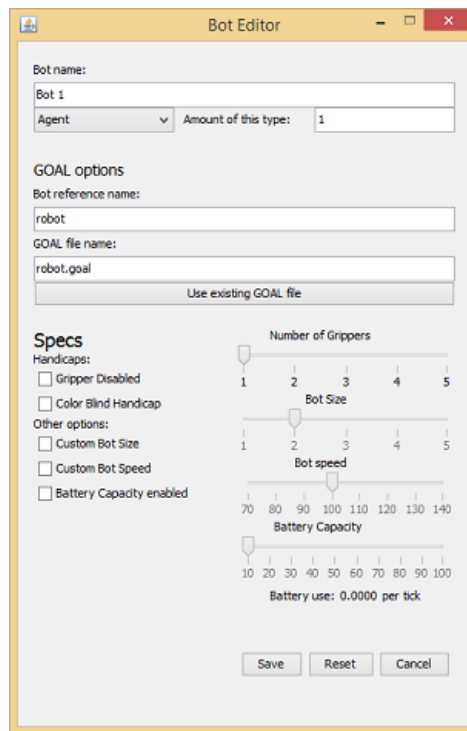 Bot Editor
Bot name:
Bot 1
Agent Amount of this type: 1
GOAL options
Bot reference name:
robot
GOAL file name:
robot.goal
Use existing GOAL file
Specs
Handicaps:
Gripper Disabled
Color Blind Handicap
Other options:
Custom Bot Size
Custom Bot Speed
Battery Capacity enabled
Number of Grippers
1 2 3 4 5
Bot Size
1 2 3 4 5
Bot speed
70 80 90 100 110 120 130 140
Battery Capacity
10 20 30 40 50 60 70 80 90 100
Battery use: 0.0000 per tick
Save Reset Cancel